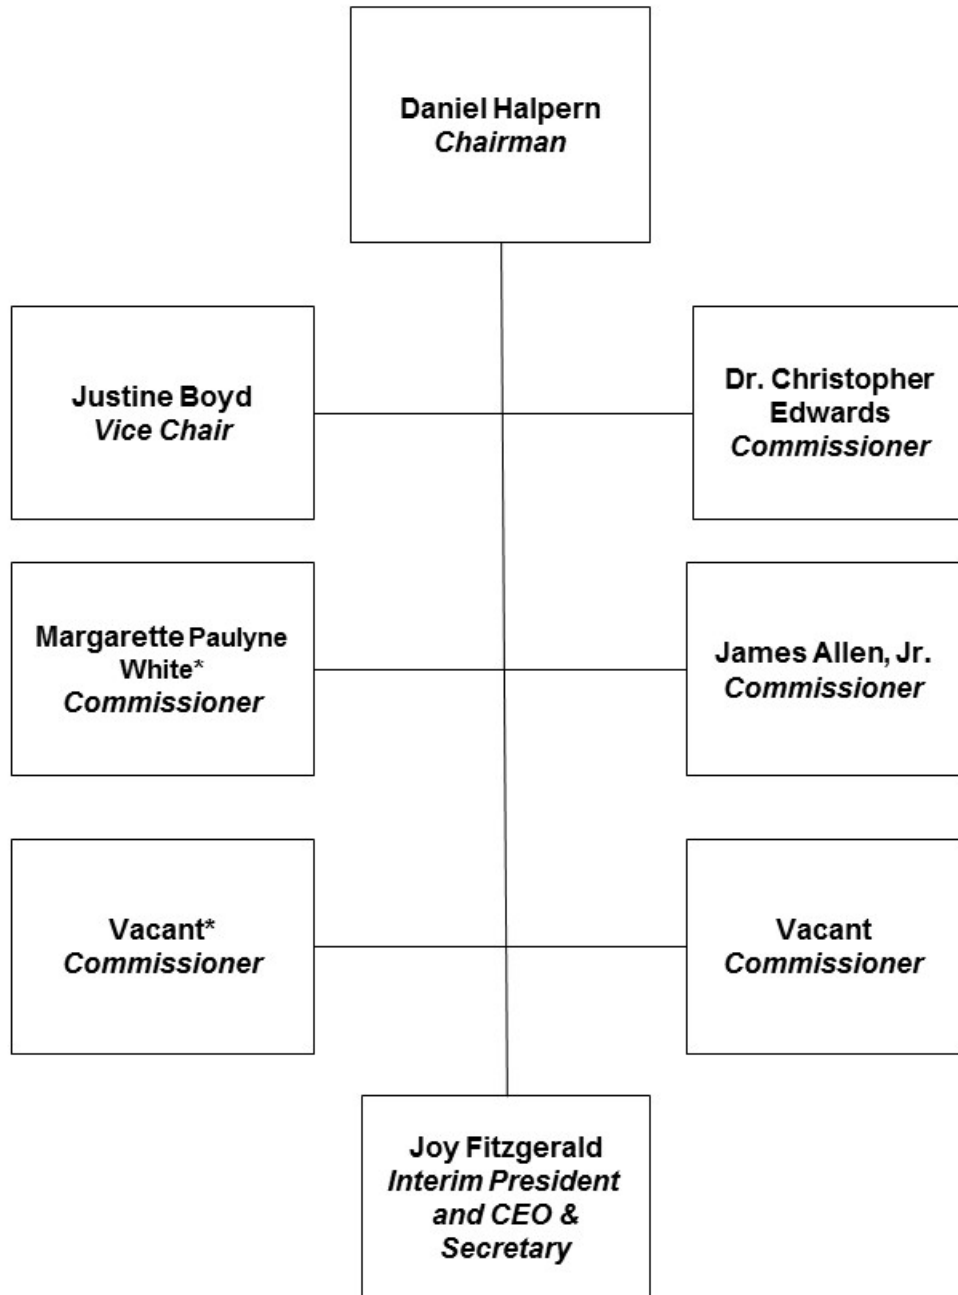 Daniel Halpern
Chairman
Justine Boyd
Vice Chair
Dr. Christopher
Edwards
Commissioner
Margarette Paulyne
White*
Commissioner
James Allen, Jr.
Commissioner
Vacant*
Commissioner
Vacant
Commissioner
Joy Fitzgerald
Interim President
and CEO &
Secretary